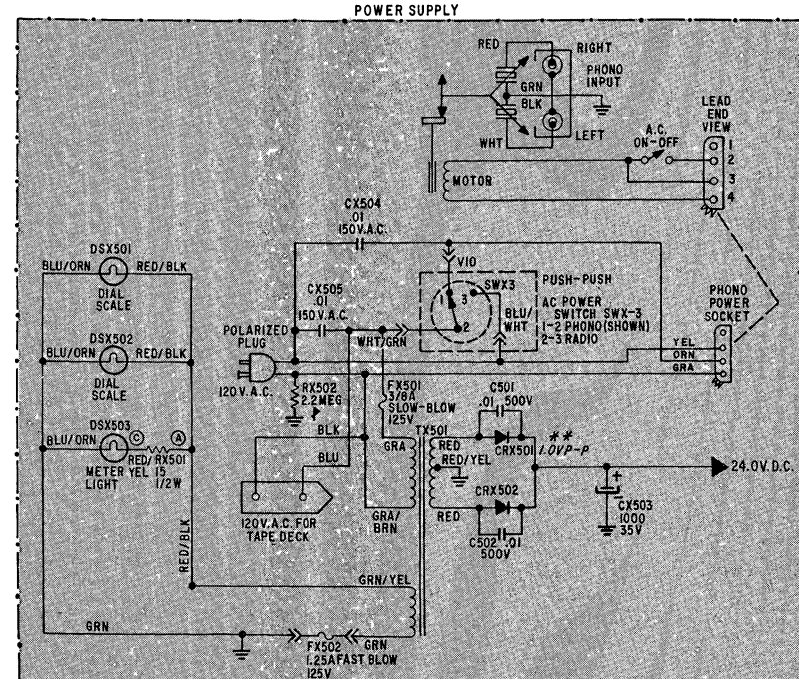 POWER SUPPLY
RED
RIGHT
PHONO
INPUT
GRN
BLK
WHT
LEFT
LEAD
END
VIEW
A.C.
ON-OFF
1
2
3
4
MOTOR
CX504
.01
150V.A.C.
V10
DSX501
BLU/ORN
RED/BLK
DIAL
SCALE
CX505
.01
150V.A.C.
SWX3
1
3
2
PUSH-PUSH
AC POWER
SWITCH SWX-3
1-2 PHONO(SHOWN)
2-3 RADIO
BLU/
WHT
PHONO
POWER
SOCKET
POLARIZED
PLUG
WHT/GRN
YEL
ORN
GRA
DSX502
BLU/ORN
RED/BLK
DIAL
SCALE
120V.A.C.
RX502
2.2MEG
FX501
3/8A
SLOW-BLOW
125V
C501
.01 500V
TX501
DSX503
BLU/ORN
C
A
METER
LIGHT
RED/
YEL
RX501
15
1/2W
BLK
BLU
GRA
RED
RED/YEL
RED
CRX501
**
1.0VP-P
CRX502
C502 .01
500V
24.0V.D.C.
+
CX503
1000
35V
120V.A.C. FOR
TAPE DECK
GRA/
BRN
RED/BLK
GRN/YEL
GRN
FX502
1.25A FAST BLOW
125V
GRN